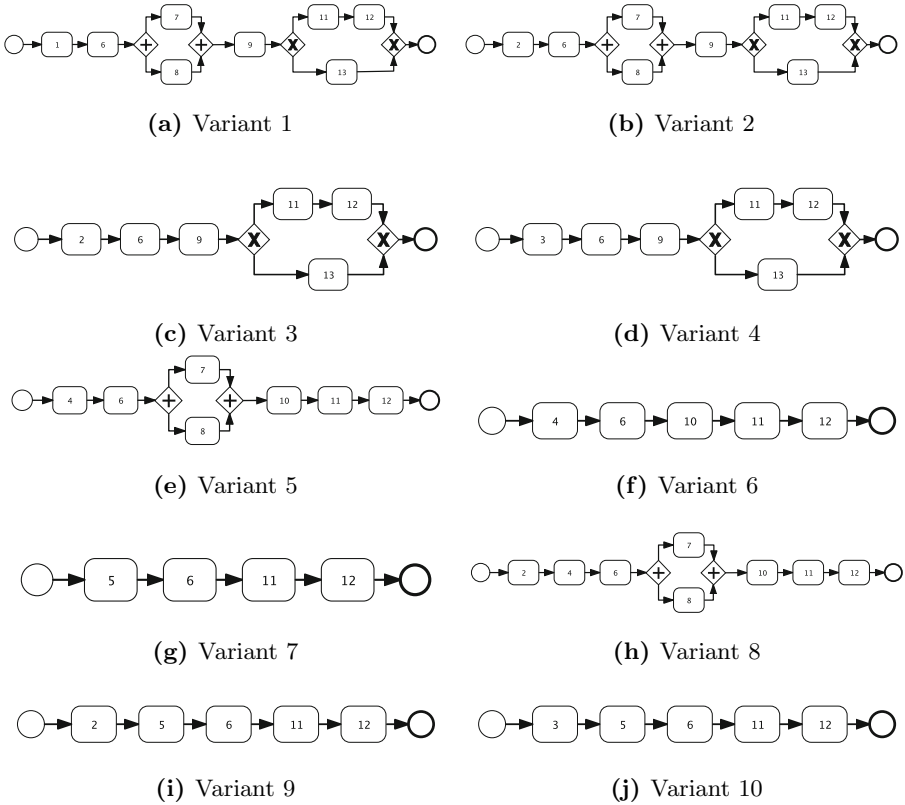 7 11 12 7 11 12
1 6 + + 9 X X 2 6 + + 9 X X
8 13 8 13
(a) Variant 1 (b) Variant 2
11 12 11 12
2 6 9 X X 3 6 9 X X
13 13
(c) Variant 3 (d) Variant 4
7
4 6 + + 10 11 12 4 6 10 11 12
8
(e) Variant 5 (f) Variant 6
7
5 6 11 12 2 4 6 + + 10 11 12
8
(g) Variant 7 (h) Variant 8
2 5 6 11 12 3 5 6 11 12
(i) Variant 9 (j) Variant 10